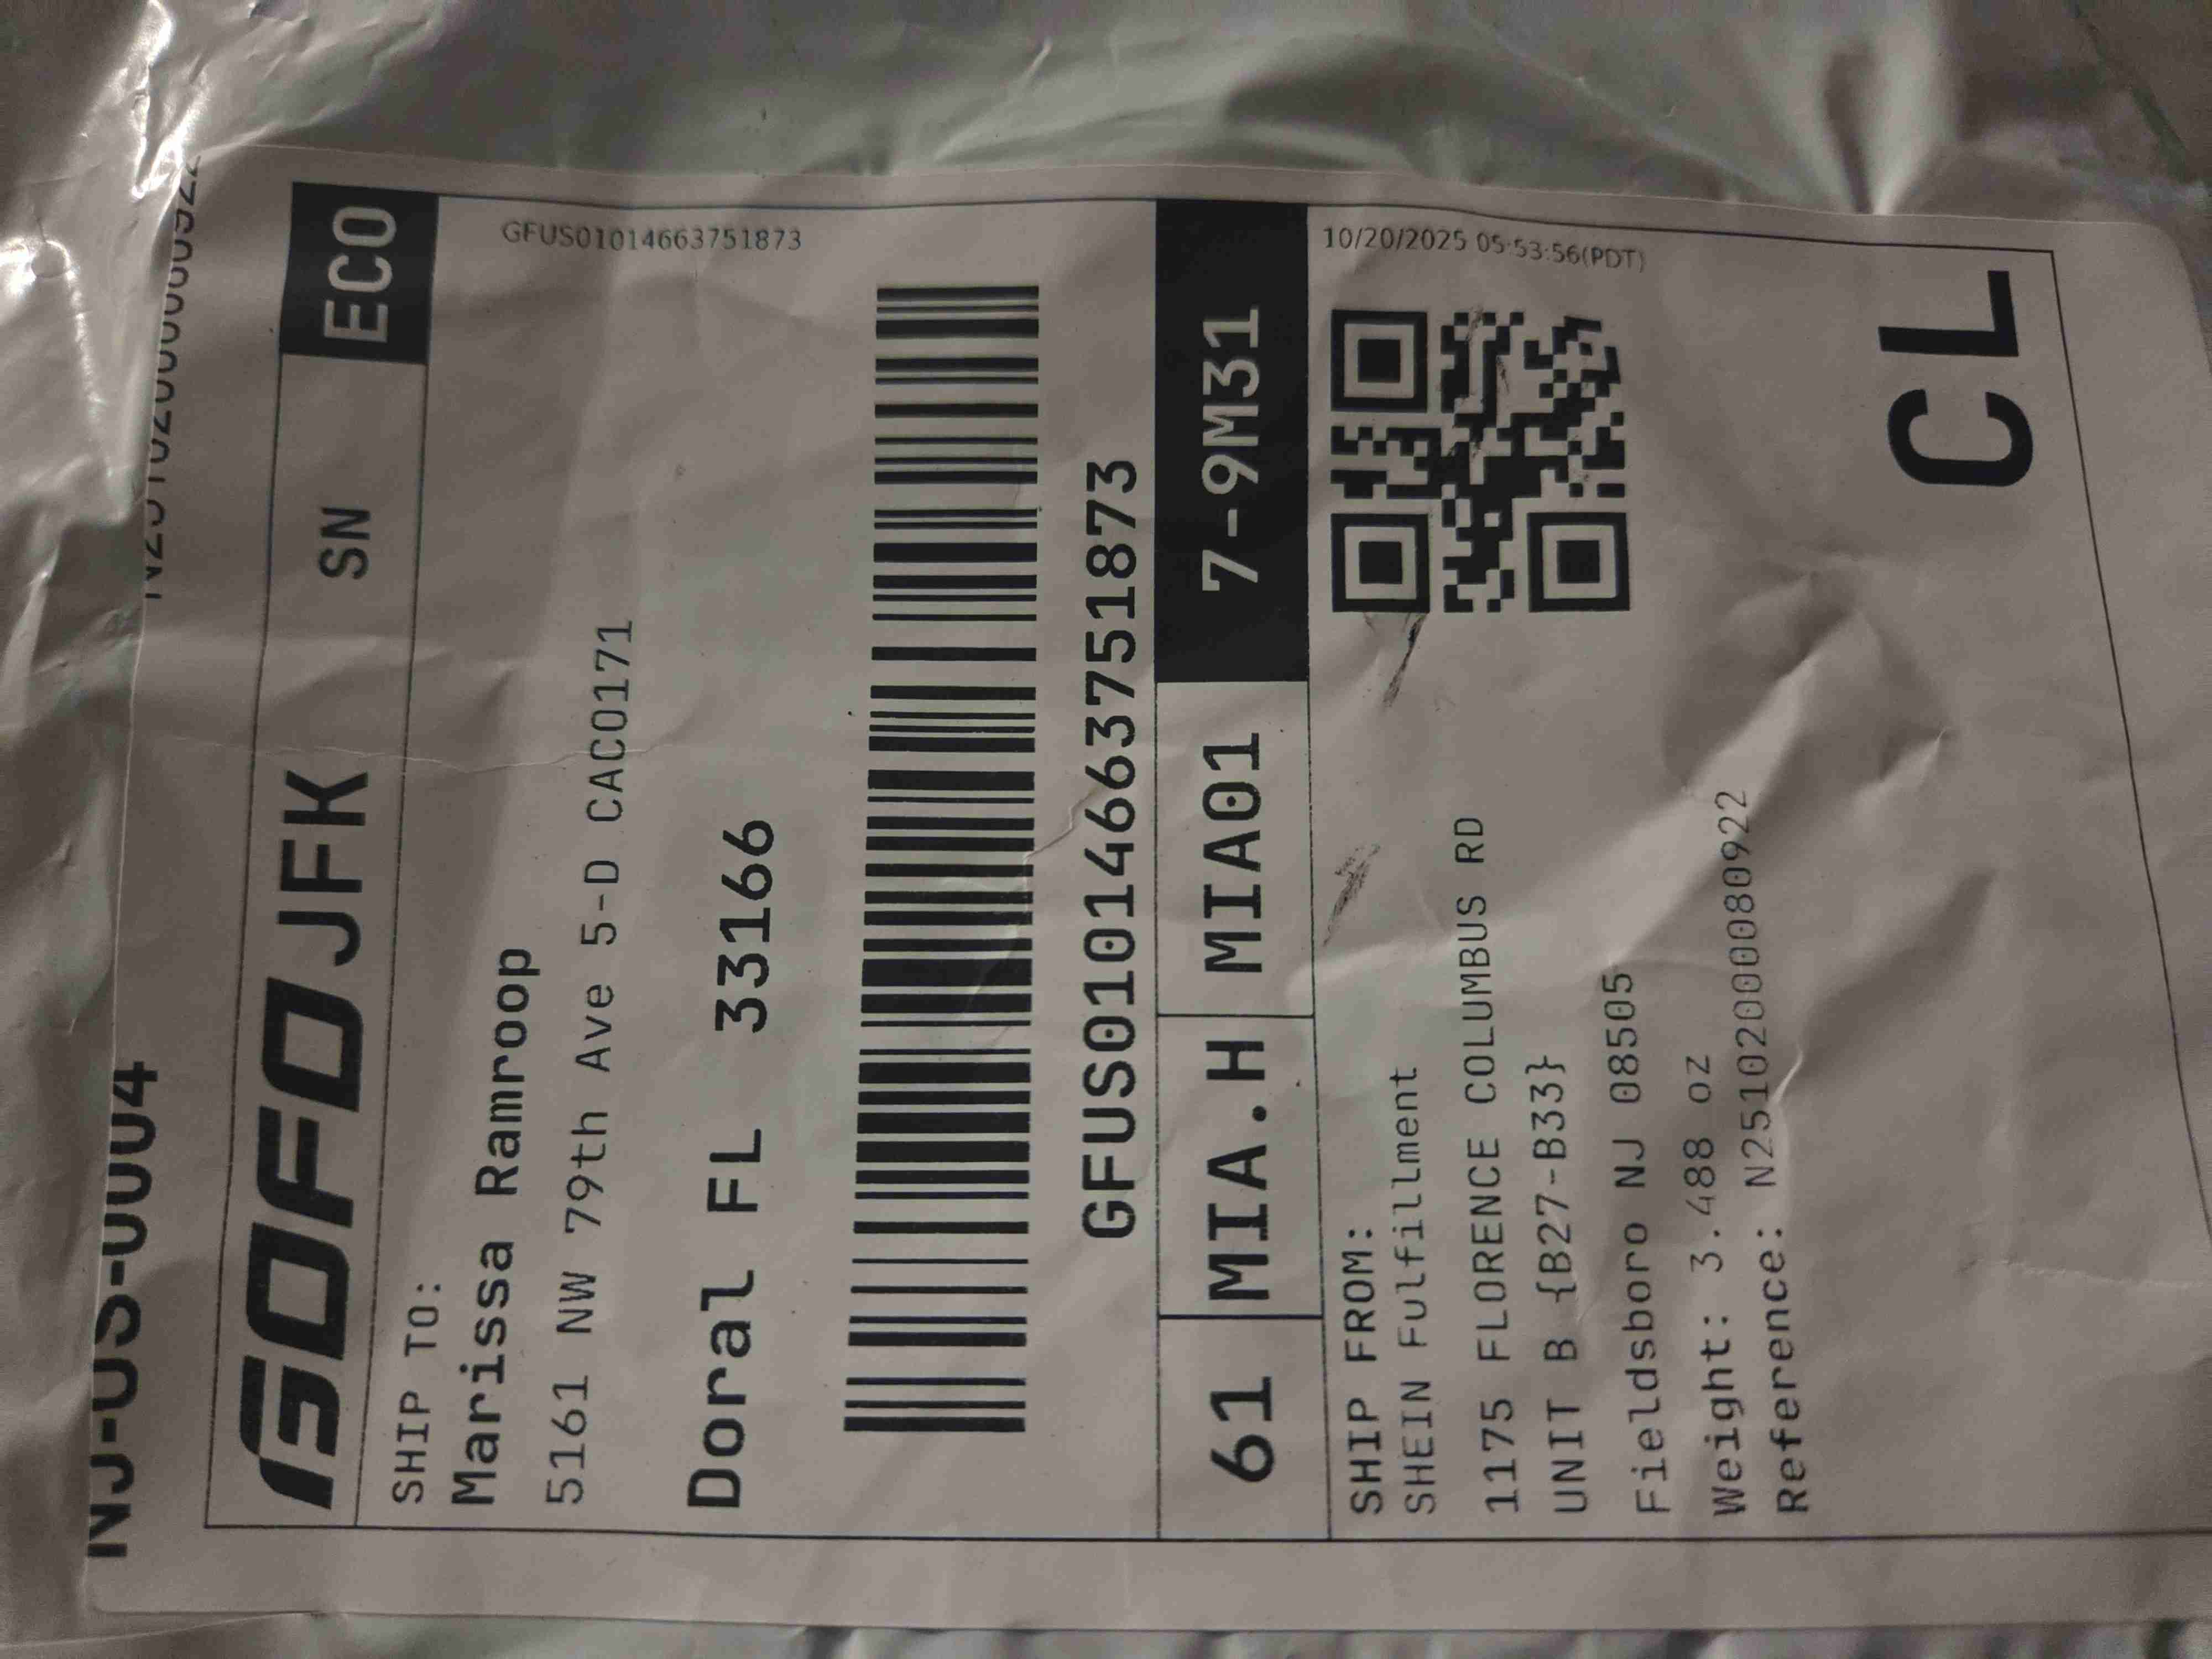 NJ-US-0004
GOFO JFK SN ECO
SHIP TO:
GFUS01014663751873
Marissa Ramroop
5161 NW 79th Ave 5-D CAC0171
Doral FL 33166
GFUS01014663751873
61 MIA.H MIA01 7-9M31
10/20/2025 05:53:56(PDT)
SHIP FROM:
SHEIN Fulfillment
1175 FLORENCE COLUMBUS RD
UNIT B {B27-B33}
Fieldsboro NJ 08505
Weight: 3.488 oz
Reference: N25102000080922
CL